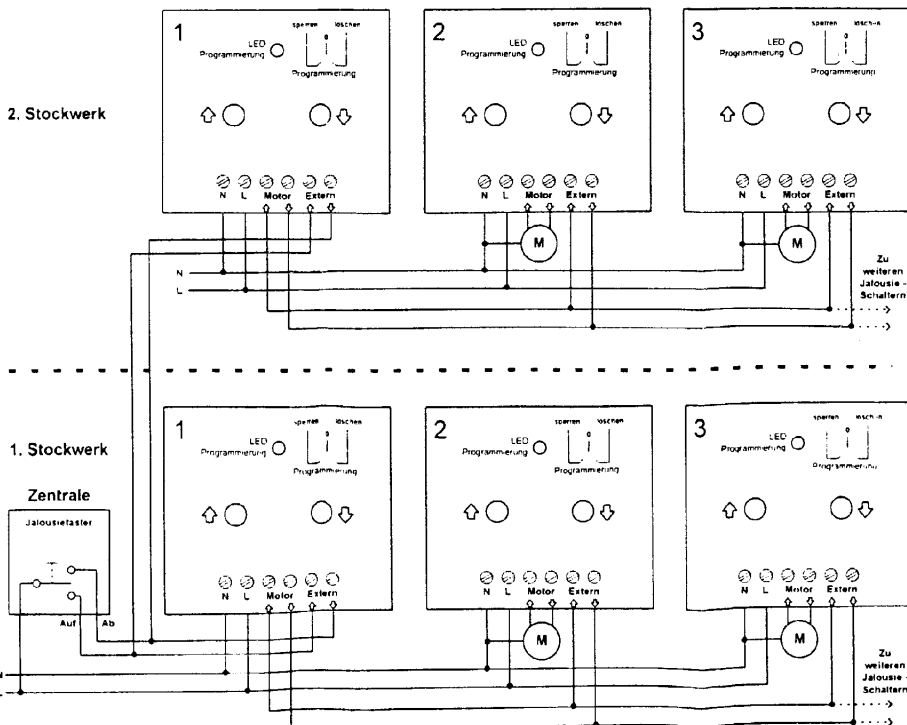 1
sperren löschen
0
LED
Programmierung
Programmierung
N L Motor Extern
2
sperren löschen
0
LED
Programmierung
Programmierung
N L Motor Extern
M
3
sperren
0
LED
Programmierung
Programmierung
N L Motor Extern
M
2. Stockwerk
N
L
Zu
weiteren
Jalousie -
Schaltern
1. Stockwerk
1
sperren löschen
0
LED
Programmierung
Programmierung
N L Motor Extern
2
sperren löschen
0
LED
Programmierung
Programmierung
N L Motor Extern
M
3
sperren
0
LED
Programmierung
Programmierung
N L Motor Extern
M
Zentrale
Jalousietaster
Auf Ab
N
Zu
weiteren
Jalousie -
Schaltern